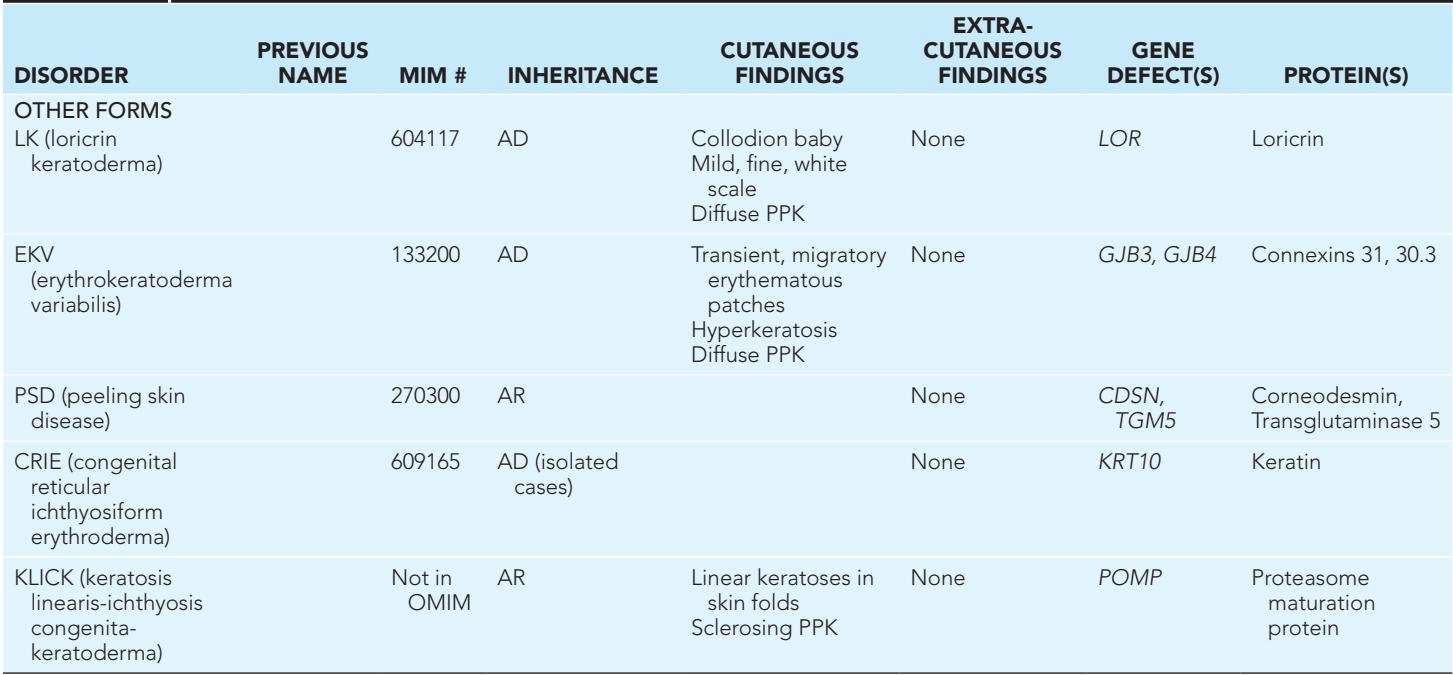 DISORDER PREVIOUS NAME MIM # INHERITANCE CUTANEOUS FINDINGS EXTRA-CUTANEOUS FINDINGS GENE DEFECT(S) PROTEIN(S)
OTHER FORMS
LK (loricrin 604117 AD Collodion baby None LOR Loricrin
keratoderma) Mild, fine, white
scale
Diffuse PPK
EKV 133200 AD Transient, migratory None GJB3, GJB4 Connexins 31, 30.3
(erythrokeratoderma erythematous
variabilis) patches
Hyperkeratosis
Diffuse PPK
PSD (peeling skin 270300 AR None CDSN, Corneodesmin,
disease) TGM5 Transglutaminase 5
CRIE (congenital 609165 AD (isolated None KRT10 Keratin
reticular cases)
ichthyosiform
erythroderma)
KLICK (keratosis Not in AR Linear keratoses in None POMP Proteasome
linearis-ichthyosis OMIM skin folds maturation
congenita- Sclerosing PPK protein
keratoderma)